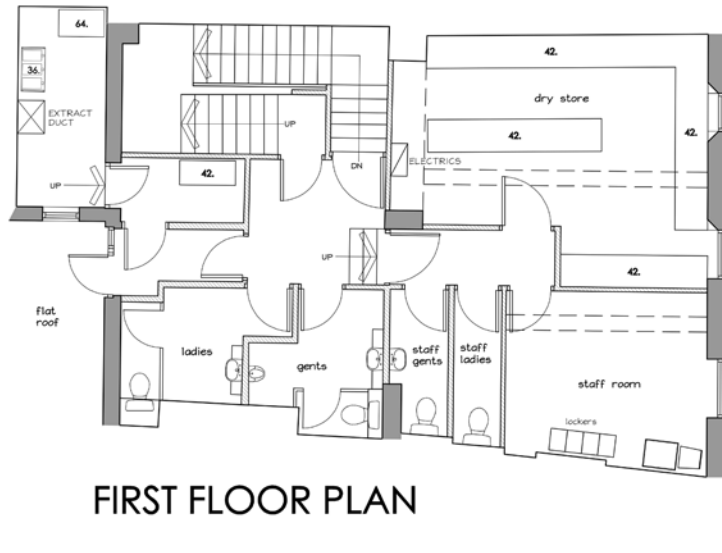 64.
36.
EXTRACT
DUCT
UP
42.
UP
DN
42.
dry store
42.
42.
ELECTRICS
UP
42.
flat
roof
ladies
gents
staff
gents
staff
ladies
staff room
lockers
FIRST FLOOR PLAN